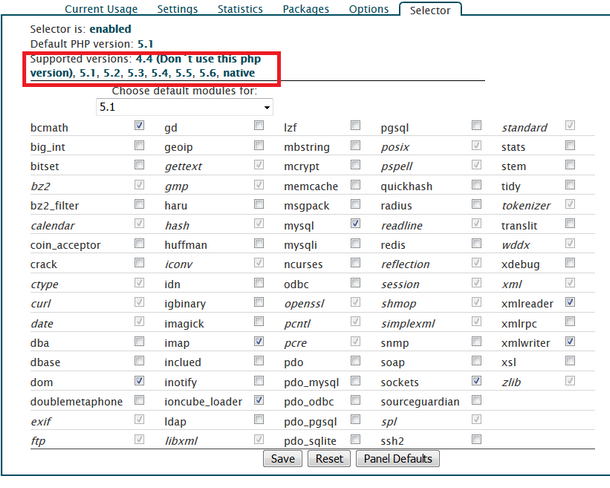 Current Usage Settings Statistics Packages Options Selector
Selector is: enabled
Default PHP version: 5.1
Supported versions: 4.4 (Don´t use this php
version), 5.1, 5.2, 5.3, 5.4, 5.5, 5.6, native
Choose default modules for:
5.1
bcmath gd lzf pgsql standard
big_int geoip mbstring posix stats
bitset gettext mcrypt pspell stem
bz2 gmp memcache quickhash tidy
bz2_filter haru msgpack radius tokenizer
calendar hash mysql readline translit
coin_acceptor huffman mysqli redis wddx
crack iconv ncurses reflection xdebug
ctype idn odbc session xml
curl igbinary openssl shmop xmlreader
date imagick pcntl simplexml xmlrpc
dba imap pcre snmp xmlwriter
dbase inclued pdo soap xsl
dom inotify pdo_mysql sockets zlib
doublemetaphone ioncube_loader pdo_odbc sourceguardian
exif ldap pdo_pgsql spl
ftp libxml pdo_sqlite ssh2
Save Reset Panel Defaults